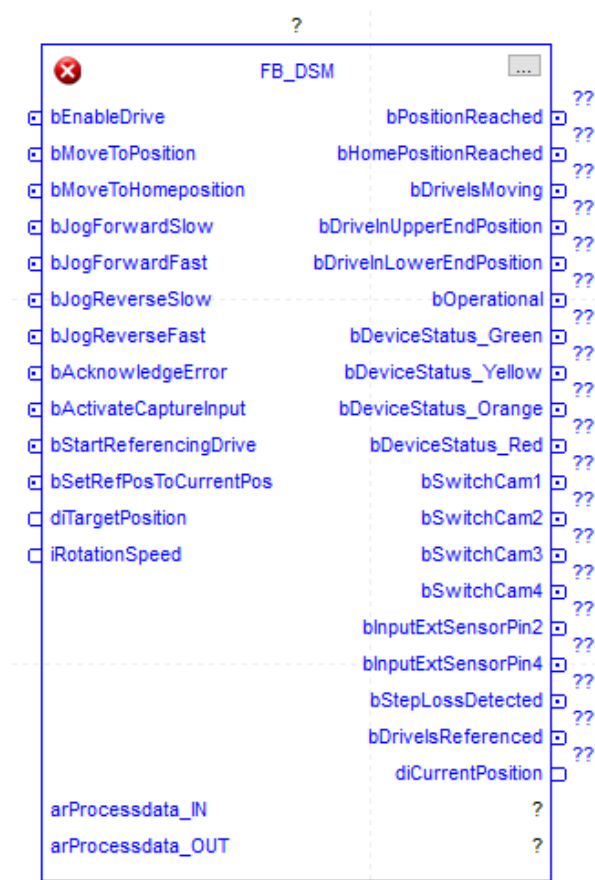 ?
FB_DSM ...
??
bEnableDrive bPositionReached
??
bMoveToPosition bHomePositionReached
??
bMoveToHomeposition bDriveIsMoving
??
bJogForwardSlow bDriveInUpperEndPosition
??
bJogForwardFast bDriveInLowerEndPosition
??
bJogReverseSlow bOperational
??
bJogReverseFast bDeviceStatus_Green
??
bAcknowledgeError bDeviceStatus_Yellow
??
bActivateCaptureInput bDeviceStatus_Orange
??
bStartReferencingDrive bDeviceStatus_Red
??
bSetRefPosToCurrentPos bSwitchCam1
??
diTargetPosition bSwitchCam2
??
iRotationSpeed bSwitchCam3
??
bSwitchCam4
??
bInputExtSensorPin2
??
bInputExtSensorPin4
??
bStepLossDetected
??
bDriveIsReferenced
??
diCurrentPosition
arProcessdata_IN ?
arProcessdata_OUT ?